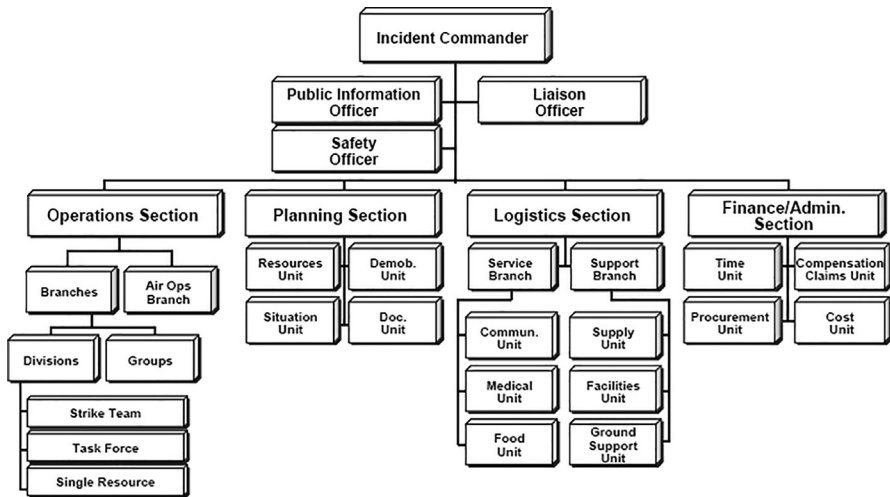 Incident Commander
Public Information
Officer
Liaison
Officer
Safety
Officer
Operations Section
Planning Section
Logistics Section
Finance/Admin.
Section
Branches
Air Ops
Branch
Divisions
Groups
Strike Team
Task Force
Single Resource
Resources
Unit
Demob.
Unit
Situation
Unit
Doc.
Unit
Service
Branch
Support
Branch
Commun.
Unit
Supply
Unit
Medical
Unit
Facilities
Unit
Food
Unit
Ground
Support
Unit
Time
Unit
Compensation
Claims Unit
Procurement
Unit
Cost
Unit